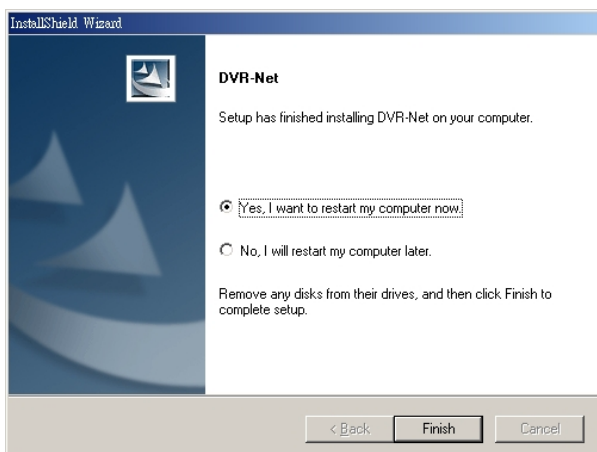 InstallShield Wizard
DVR-Net
Setup has finished installing DVR-Net on your computer.
Yes, I want to restart my computer now.
No, I will restart my computer later.
Remove any disks from their drives, and then click Finish to
complete setup.
< Back Finish Cancel